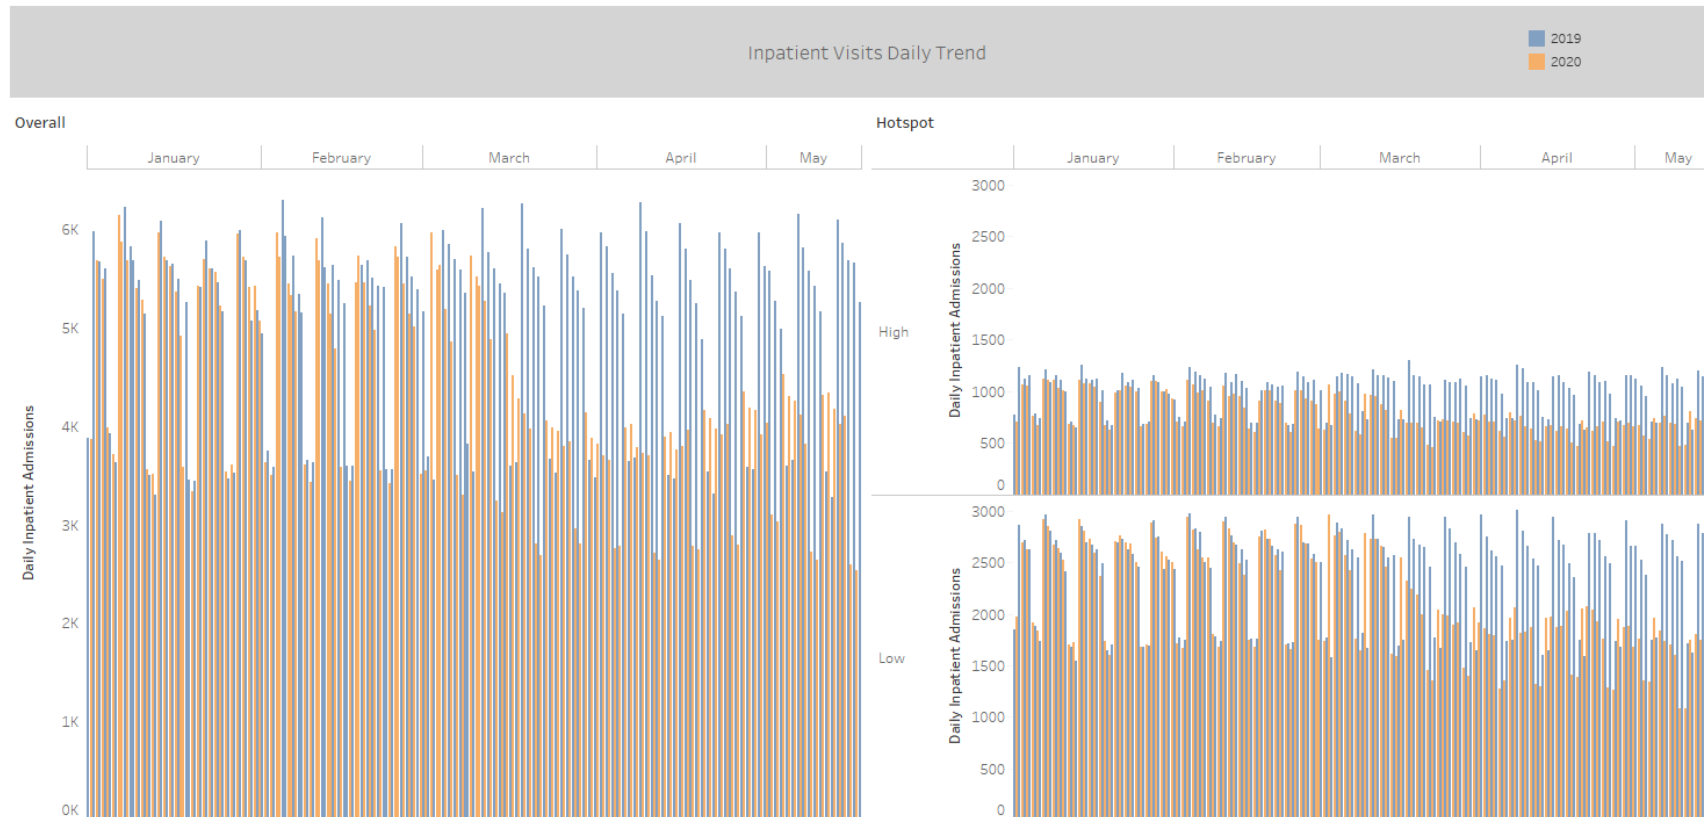 Inpatient Visits Daily Trend
2019
2020
Overall
January February March April May
6K
5K
4K
3K
2K
1K
0K
Daily Inpatient Admissions
Hotspot
January February March April May
High
Daily Inpatient Admissions
3000
2500
2000
1500
1000
500
0
Low
Daily Inpatient Admissions
3000
2500
2000
1500
1000
500
0